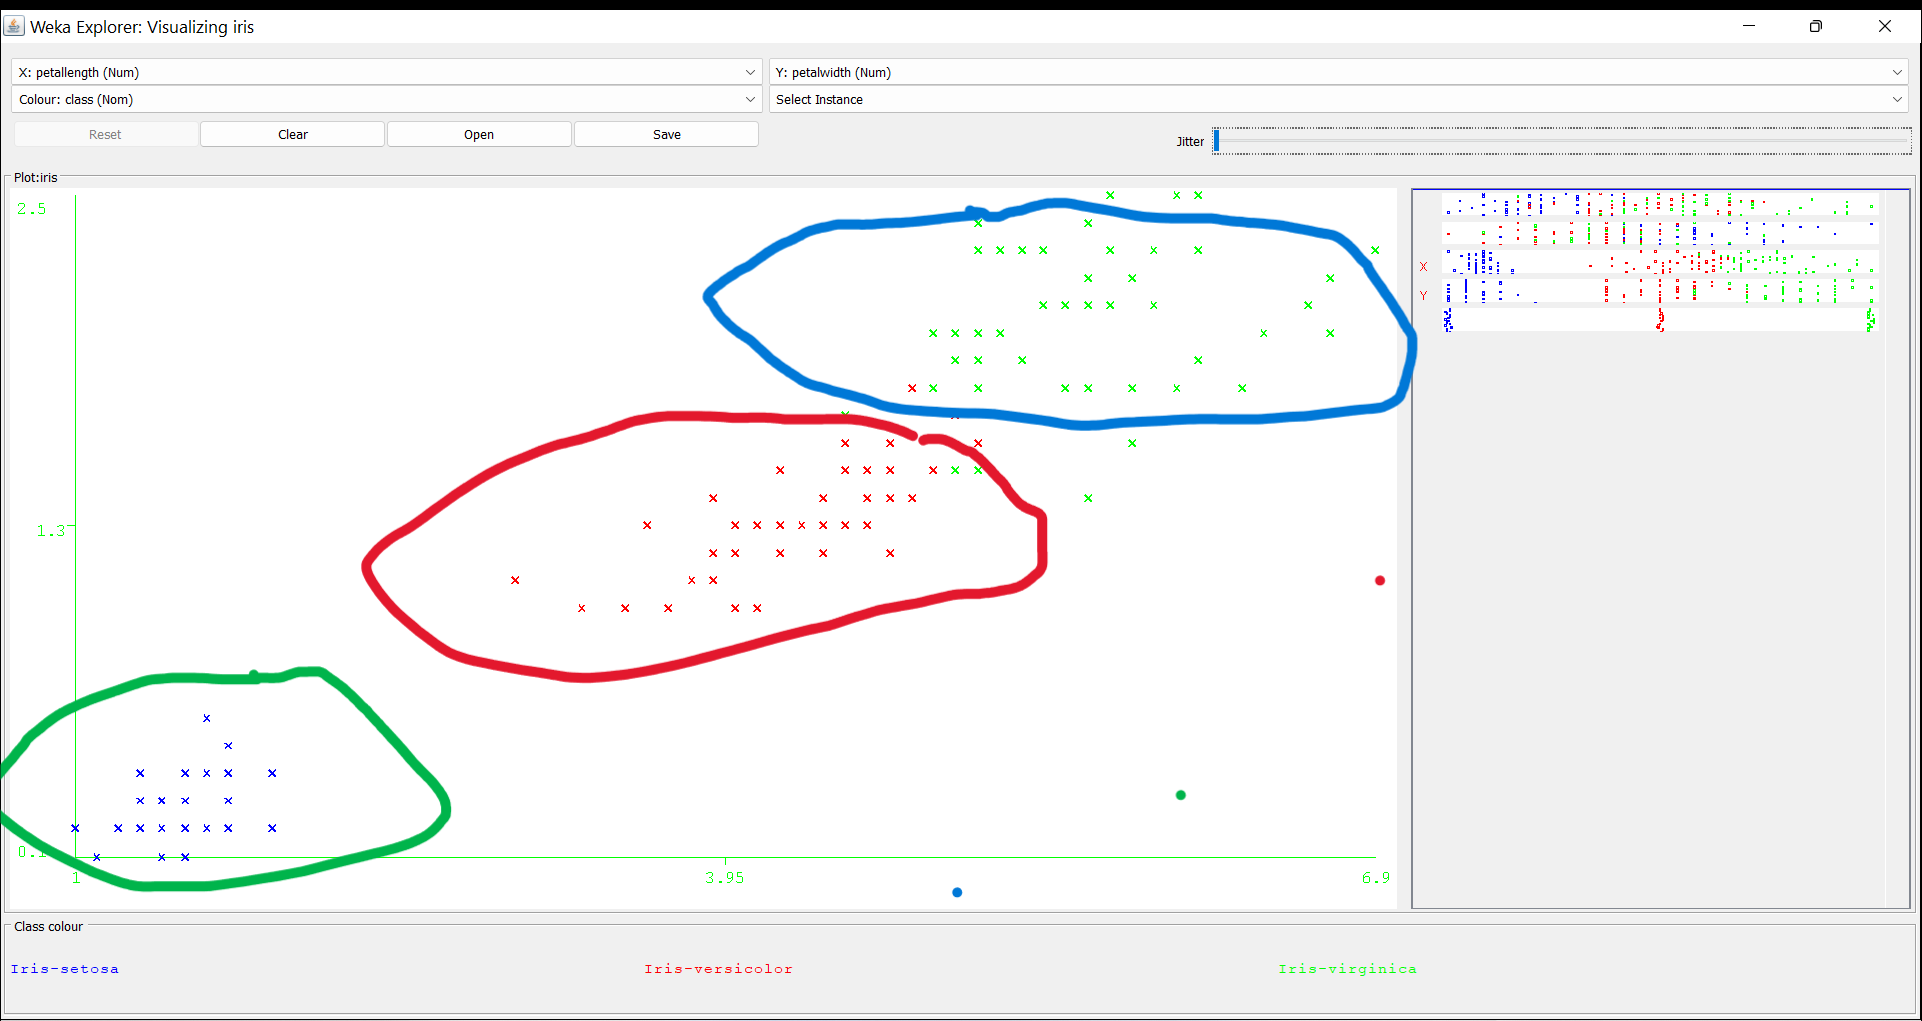 Weka Explorer: Visualizing iris
X: petallength (Num)
Y: petalwidth (Num)
Colour: class (Nom)
Select Instance
Reset
Clear
Open
Save
Jitter
Plot:iris
2.5
X
Y
1.3
0.1
1
3.95
6.9
Class colour
Iris-setosa
Iris-versicolor
Iris-virginica